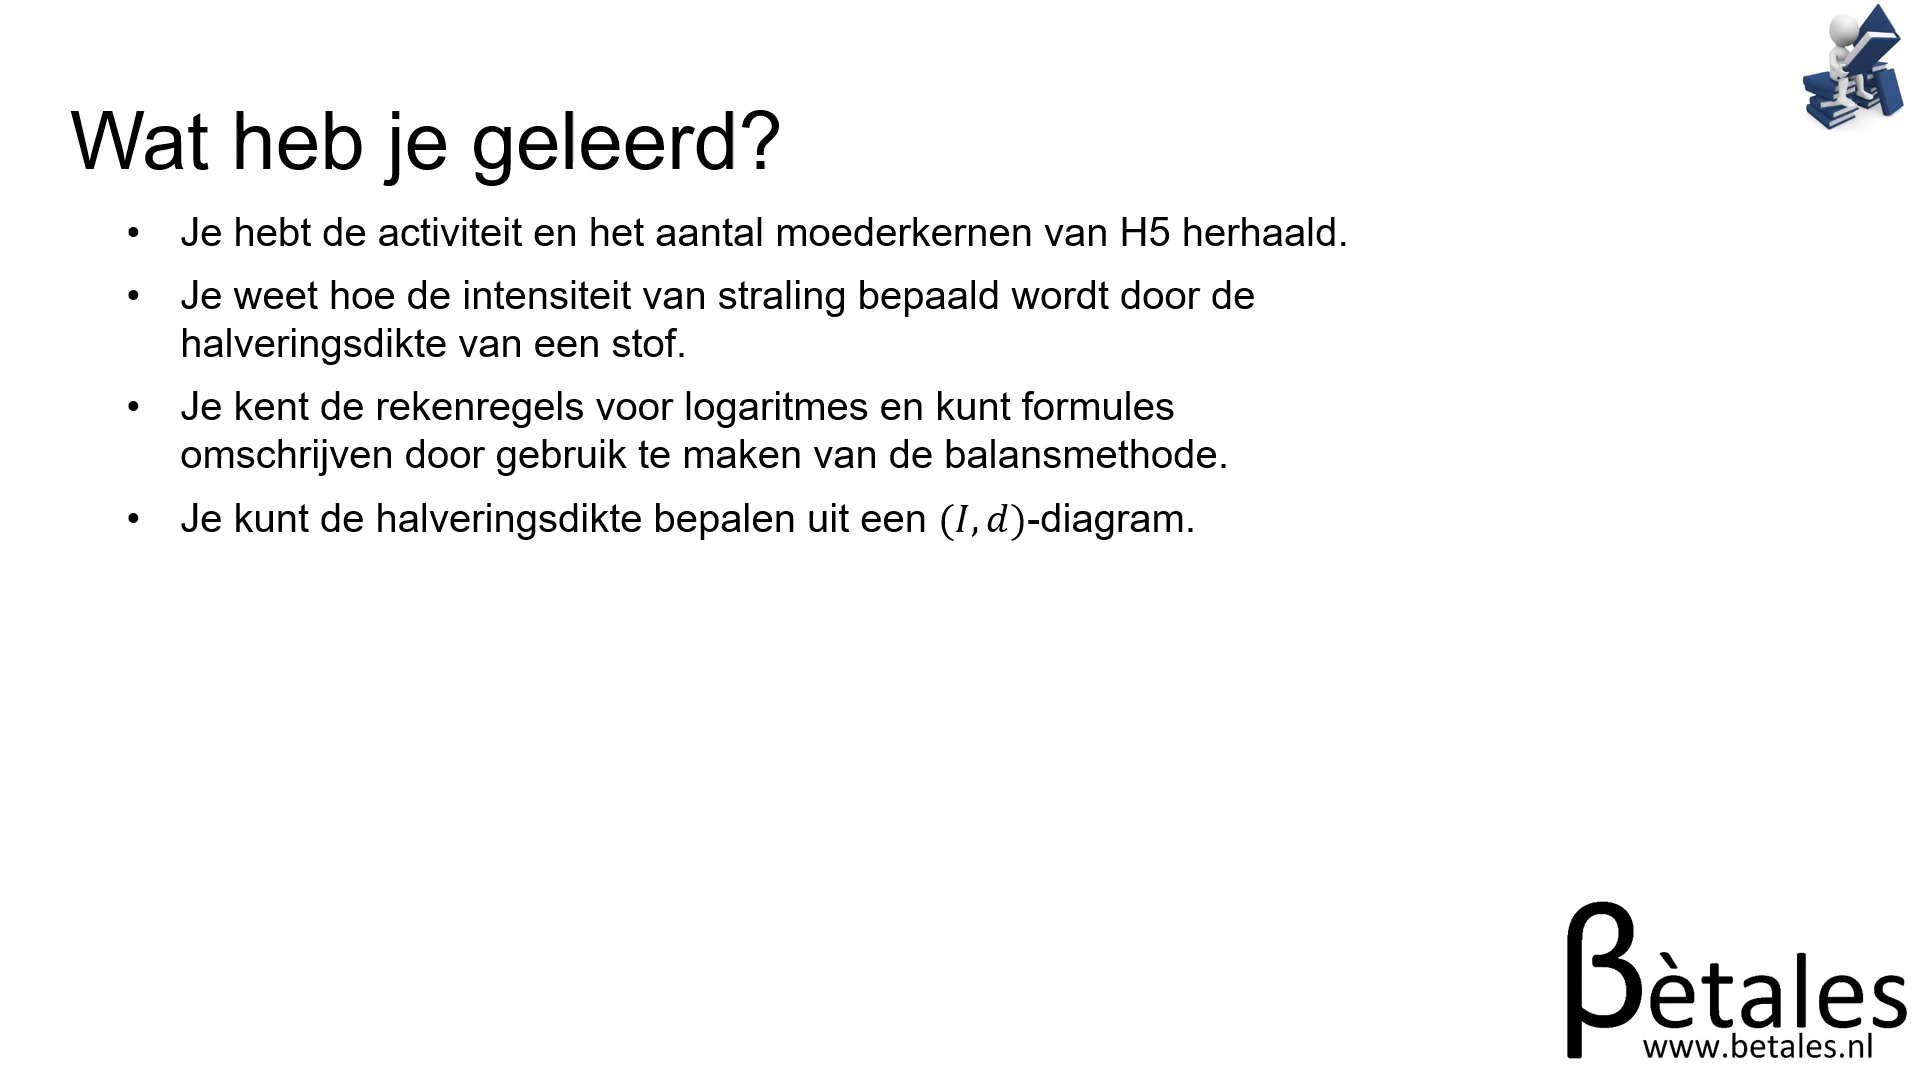 Wat heb je geleerd?
• Je hebt de activiteit en het aantal moederkernen van H5 herhaald.
• Je weet hoe de intensiteit van straling bepaald wordt door de
halveringsdikte van een stof.
• Je kent de rekenregels voor logaritmes en kunt formules
omschrijven door gebruik te maken van de balansmethode.
• Je kunt de halveringsdikte bepalen uit een (I, d)-diagram.
βètales
www.betales.nl